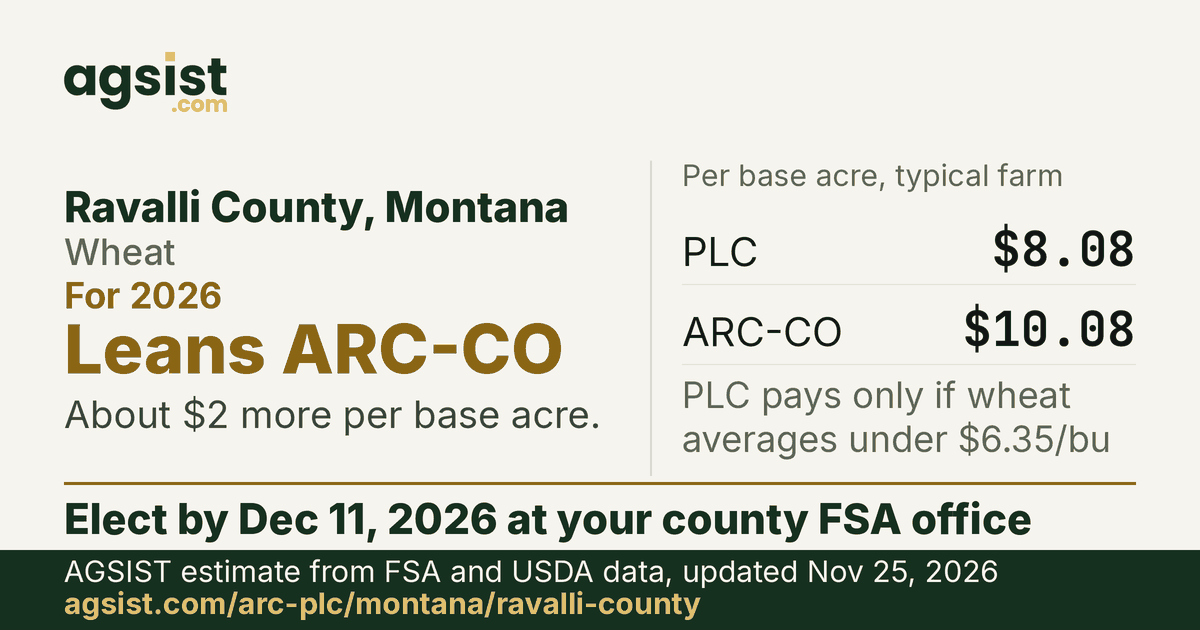 agsist
.com
Ravalli County, Montana
Wheat
For 2026
Leans ARC-CO
About $2 more per base acre.
Per base acre, typical farm
PLC $8.08
ARC-CO $10.08
PLC pays only if wheat
averages under $6.35/bu
Elect by Dec 11, 2026 at your county FSA office
AGSIST estimate from FSA and USDA data, updated Nov 25, 2026
agsist.com/arc-plc/montana/ravalli-county